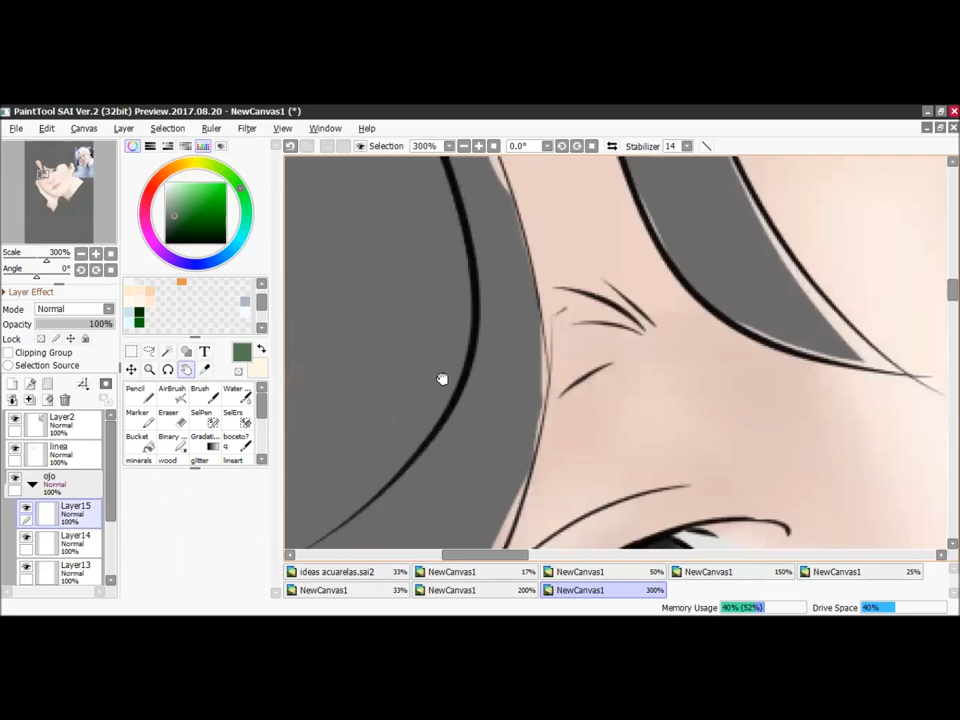 PaintTool SAI Ver.2 (32bit) Preview.2017.08.20 - NewCanvas1 (*)
File Edit Canvas Layer Selection Ruler Filter View Window Help
Selection 300% 0.0° Stabilizer 14
Scale 300%
Angle 0°
Layer Effect
Mode Normal
Opacity 100%
Lock
Clipping Group
Selection Source
T
Pencil AirBrush Brush Water ...
Marker Eraser SelPen SelErs
Bucket Binary ... Gradati... boceto?
q
minerals wood glitter lineart
Layer2
Normal
100%
linea
Normal
100%
ojo
Normal
100%
Layer15
Normal
100%
Layer14
Normal
100%
Layer13
Normal
100%
ideas acuarelas.sai2 33% NewCanvas1 17% NewCanvas1 50% NewCanvas1 150% NewCanvas1 25%
NewCanvas1 33% NewCanvas1 200% NewCanvas1 300%
Memory Usage 40% (52%) Drive Space 40%